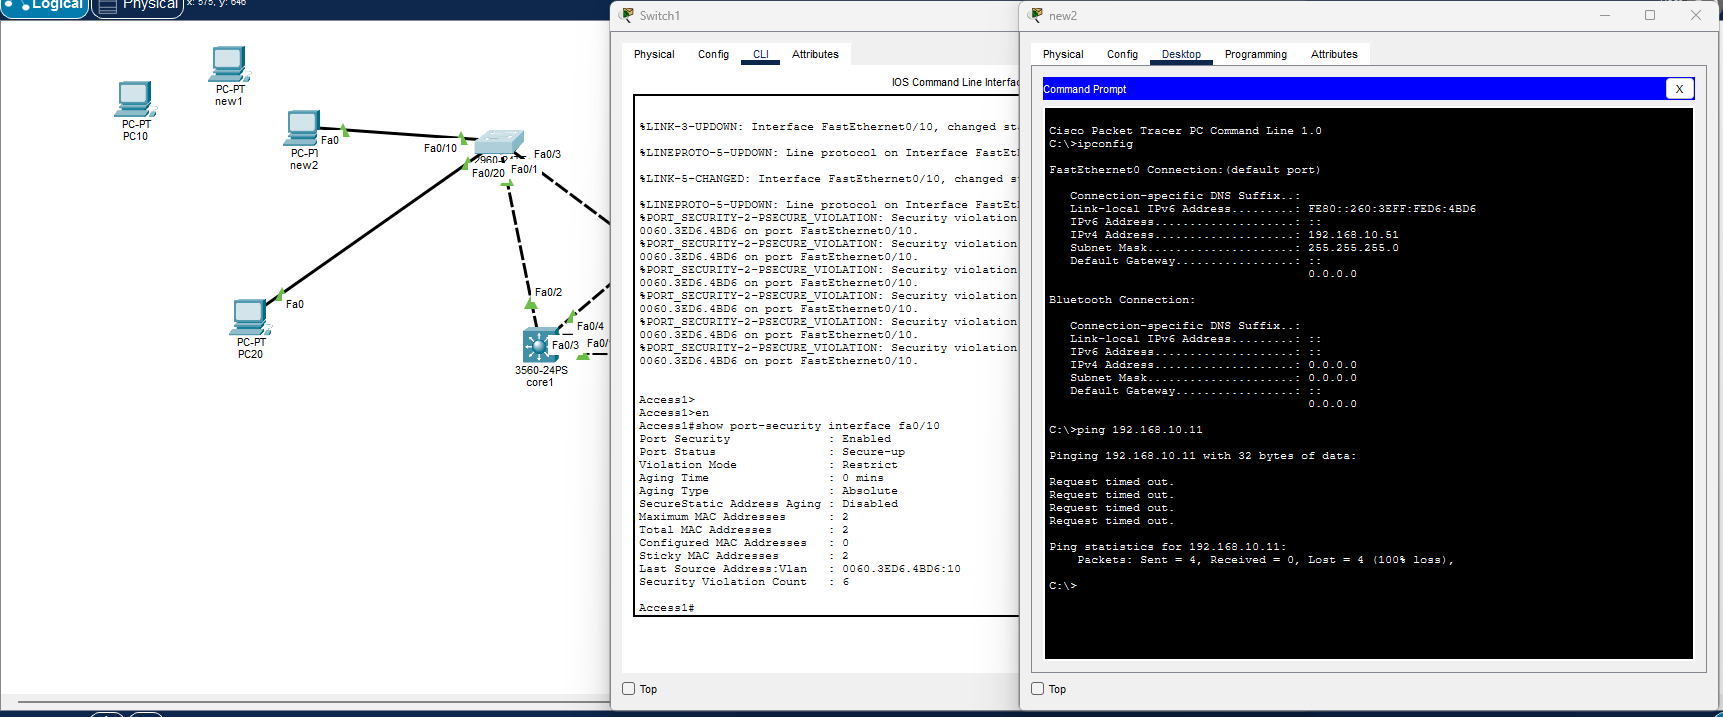 Logical
Physical
x: 575, y: 646
PC-PT
new1
PC-PT
PC10
PC-PT
new2
Fa0
Fa0/10
Fa0/20
Fa0/1
Fa0/3
Fa0
PC-PT
PC20
Fa0/2
Fa0/4
Fa0/3
Fa0/
3560-24PS
core1
Switch1
Physical Config CLI Attributes
IOS Command Line Interfac
%LINK-3-UPDOWN: Interface FastEthernet0/10, changed st
%LINEPROTO-5-UPDOWN: Line protocol on Interface FastEt
%LINK-5-CHANGED: Interface FastEthernet0/10, changed s
%LINEPROTO-5-UPDOWN: Line protocol on Interface FastEt
%PORT_SECURITY-2-PSECURE_VIOLATION: Security violation
0060.3ED6.4BD6 on port FastEthernet0/10.
%PORT_SECURITY-2-PSECURE_VIOLATION: Security violation
0060.3ED6.4BD6 on port FastEthernet0/10.
%PORT_SECURITY-2-PSECURE_VIOLATION: Security violation
0060.3ED6.4BD6 on port FastEthernet0/10.
%PORT_SECURITY-2-PSECURE_VIOLATION: Security violation
0060.3ED6.4BD6 on port FastEthernet0/10.
%PORT_SECURITY-2-PSECURE_VIOLATION: Security violation
0060.3ED6.4BD6 on port FastEthernet0/10.
%PORT_SECURITY-2-PSECURE_VIOLATION: Security violation
0060.3ED6.4BD6 on port FastEthernet0/10.
Access1>
Access1>en
Access1#show port-security interface fa0/10
Port Security : Enabled
Port Status : Secure-up
Violation Mode : Restrict
Aging Time : 0 mins
Aging Type : Absolute
SecureStatic Address Aging : Disabled
Maximum MAC Addresses : 2
Total MAC Addresses : 2
Configured MAC Addresses : 0
Sticky MAC Addresses : 2
Last Source Address:Vlan : 0060.3ED6.4BD6:10
Security Violation Count : 6
Access1#
Top
new2
Physical Config Desktop Programming Attributes
Command Prompt
X
Cisco Packet Tracer PC Command Line 1.0
C:\>ipconfig
FastEthernet0 Connection:(default port)
Connection-specific DNS Suffix..:
Link-local IPv6 Address.........: FE80::260:3EFF:FED6:4BD6
IPv6 Address....................: ::
IPv4 Address....................: 192.168.10.51
Subnet Mask.....................: 255.255.255.0
Default Gateway.................: ::
0.0.0.0
Bluetooth Connection:
Connection-specific DNS Suffix..:
Link-local IPv6 Address.........: ::
IPv6 Address....................: ::
IPv4 Address....................: 0.0.0.0
Subnet Mask.....................: 0.0.0.0
Default Gateway.................: ::
0.0.0.0
C:\>ping 192.168.10.11
Pinging 192.168.10.11 with 32 bytes of data:
Request timed out.
Request timed out.
Request timed out.
Request timed out.
Ping statistics for 192.168.10.11:
Packets: Sent = 4, Received = 0, Lost = 4 (100% loss),
C:\>
Top